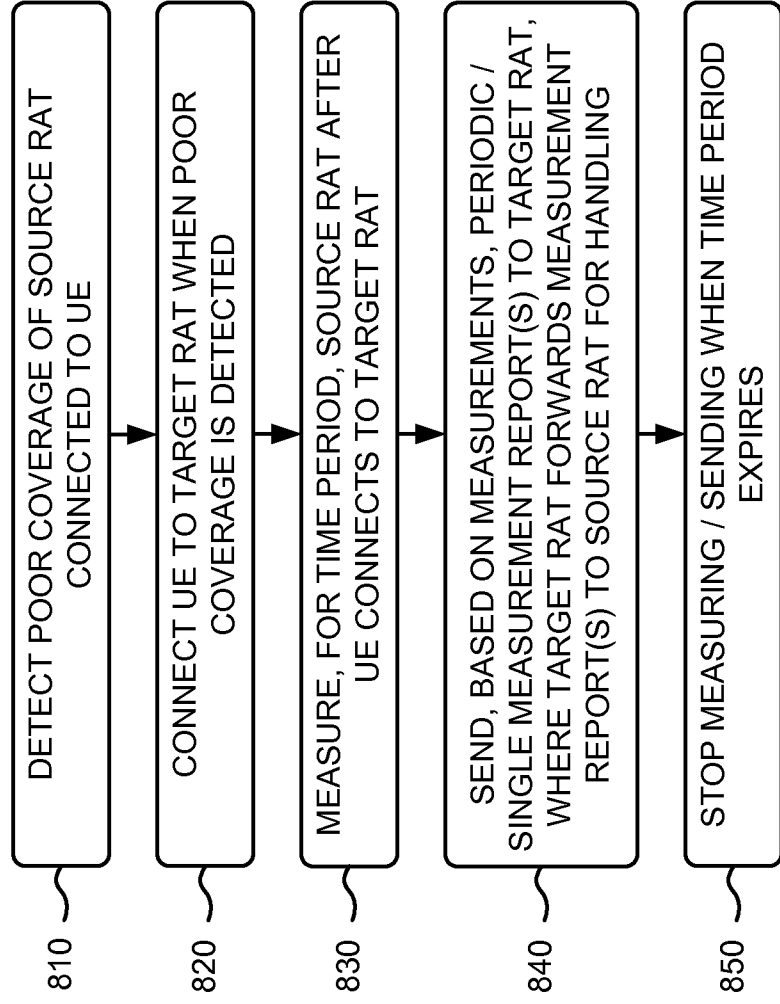 810
DETECT POOR COVERAGE OF SOURCE RAT
CONNECTED TO UE
820
CONNECT UE TO TARGET RAT WHEN POOR
COVERAGE IS DETECTED
830
MEASURE, FOR TIME PERIOD, SOURCE RAT AFTER
UE CONNECTS TO TARGET RAT
840
SEND, BASED ON MEASUREMENTS, PERIODIC /
SINGLE MEASUREMENT REPORT(S) TO TARGET RAT,
WHERE TARGET RAT FORWARDS MEASUREMENT
REPORT(S) TO SOURCE RAT FOR HANDLING
850
STOP MEASURING / SENDING WHEN TIME PERIOD
EXPIRES